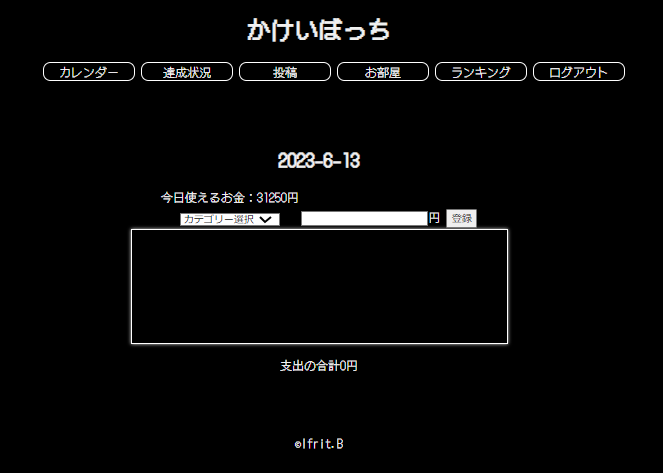 かけいぼっち
カレンダー 達成状況 投稿 お部屋 ランキング ログアウト
2023-6-13
今日使えるお金：31250円
カテゴリー選択 円 登録
支出の合計0円
©Ifrit.B